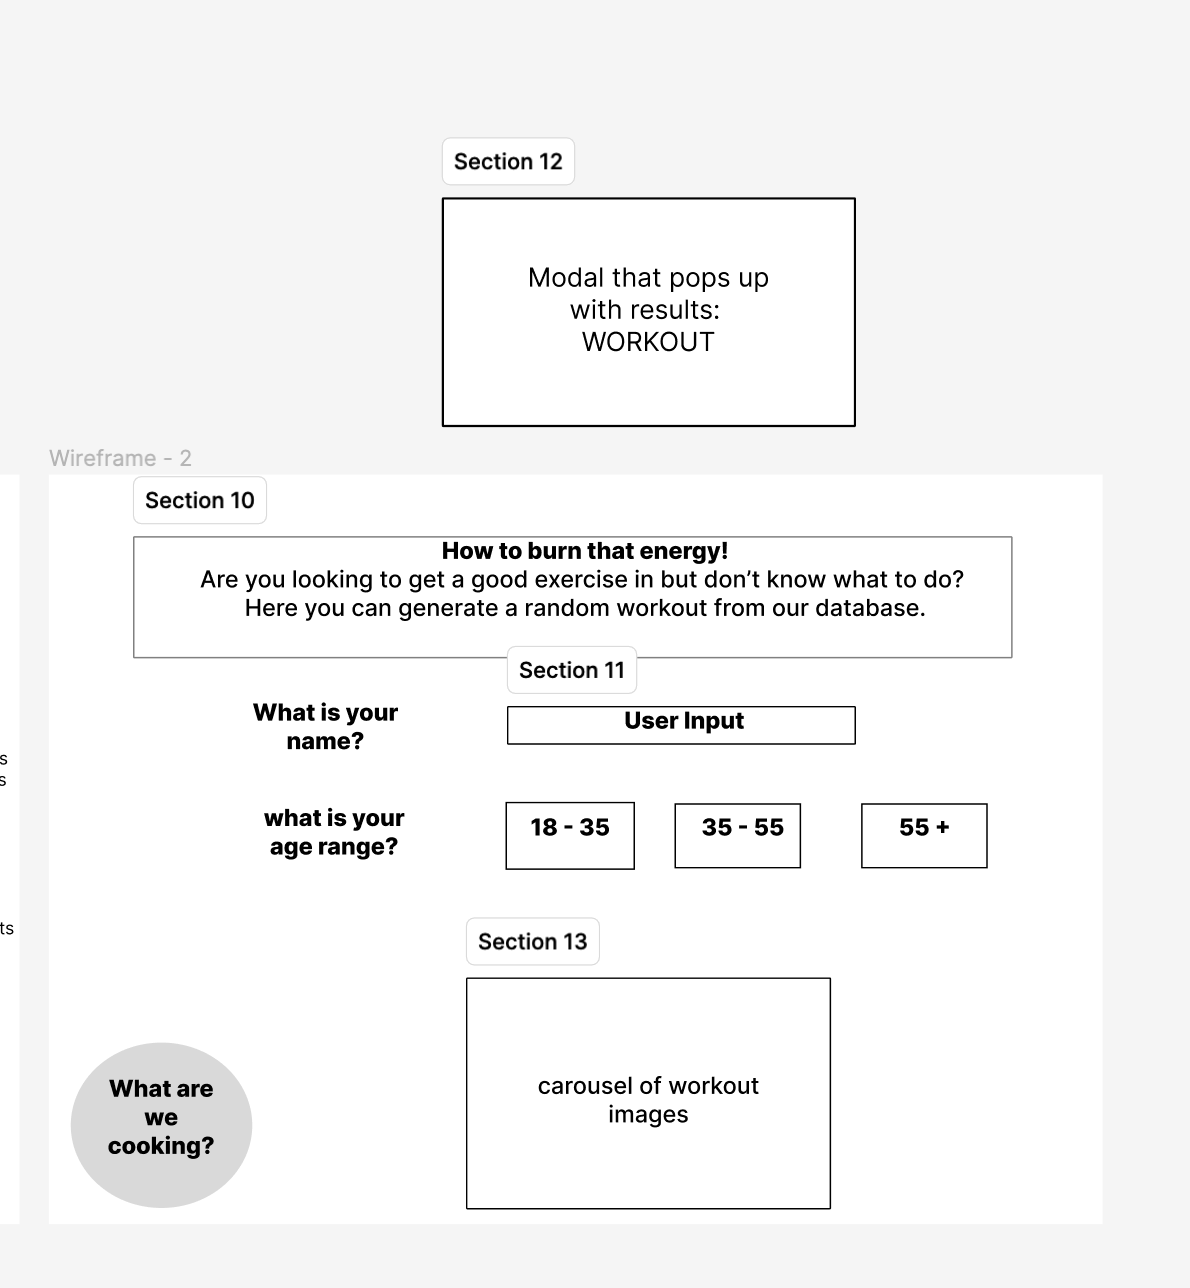 Section 12
Modal that pops up
with results:
WORKOUT
Wireframe - 2
Section 10
How to burn that energy!
Are you looking to get a good exercise in but don’t know what to do?
Here you can generate a random workout from our database.
Section 11
What is your
name?
User Input
s
s
what is your
age range?
18 - 35
35 - 55
55 +
ts
Section 13
carousel of workout
images
What are
we
cooking?